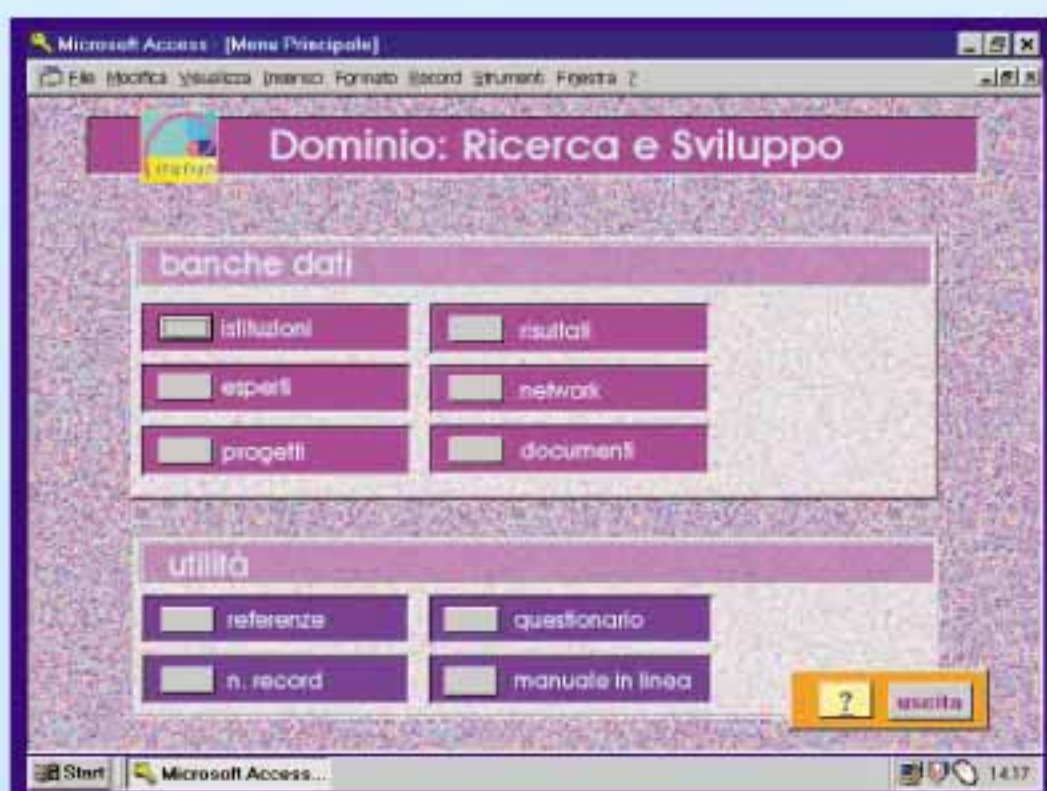 Microsoft Access - [Menu Principale]
File Modifica Visualizza Inserisci Formato Record Strumenti Finestra ?
Dominio: Ricerca e Sviluppo
banche dati
istituzioni risultati
esperti network
progetti documenti
utilità
referenze questionario
n. record manuale in linea
? uscita
Start Microsoft Access... 14.17